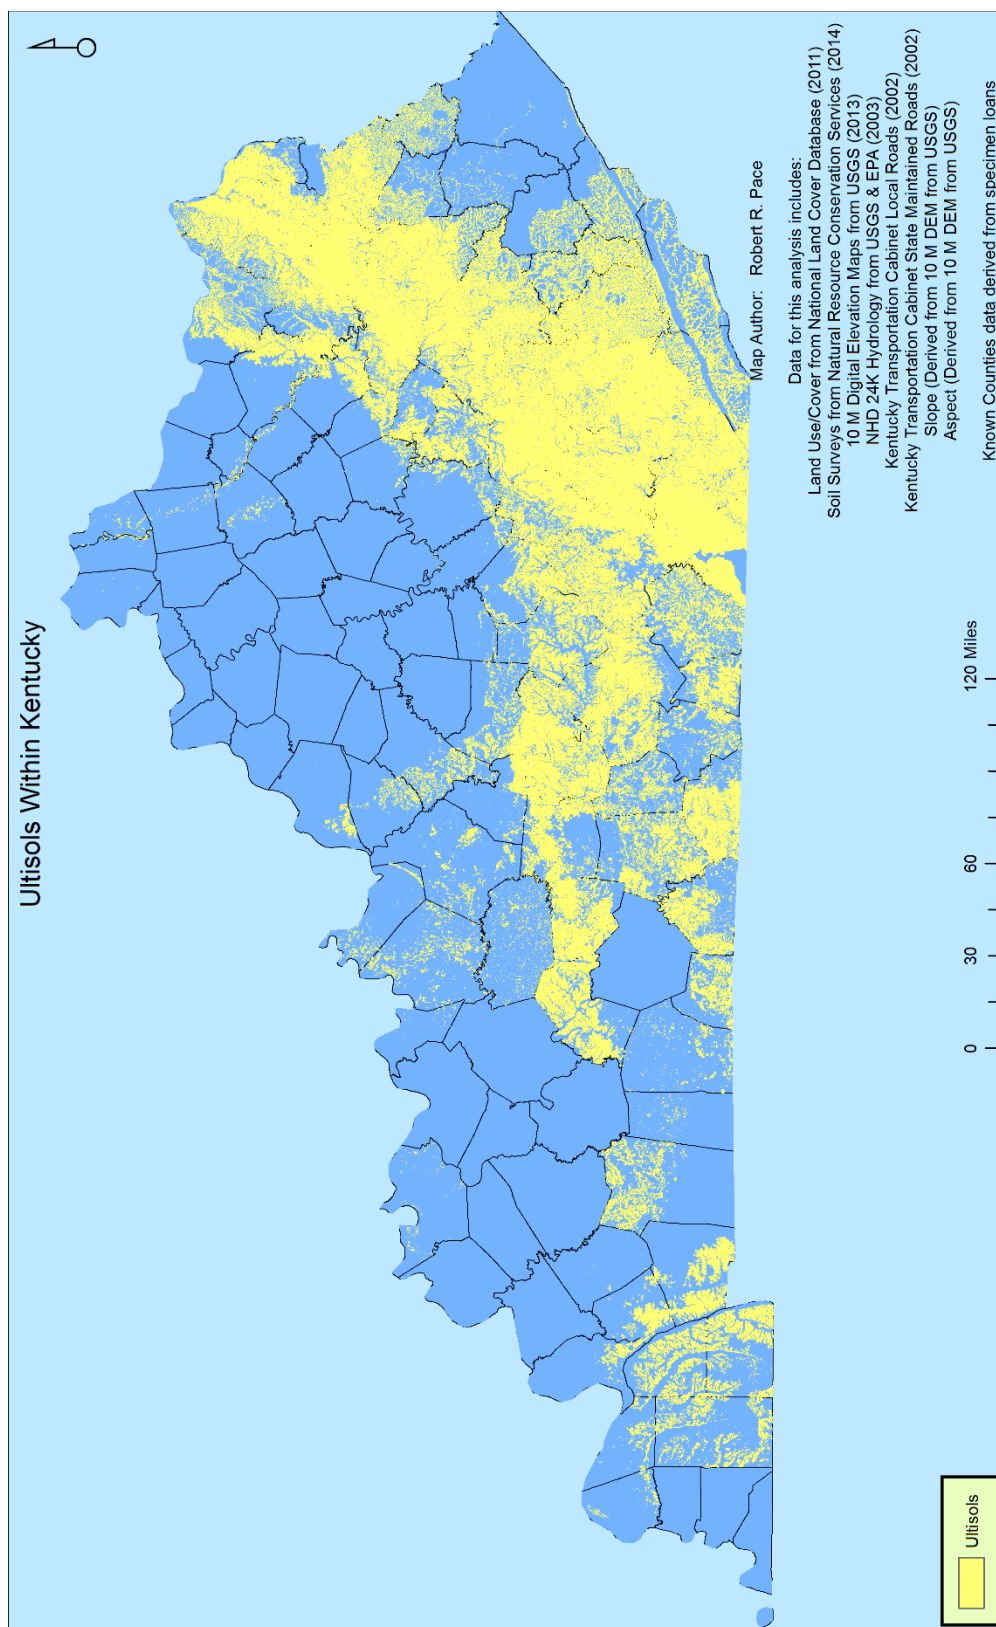 Ultisols Within Kentucky
Map Author: Robert R. Pace
Data for this analysis includes:
Land Use/Cover from National Land Cover Database (2011)
Soil Surveys from Natural Resource Conservation Services (2014)
10 M Digital Elevation Maps from USGS (2013)
NHD 24K Hydrology from USGS & EPA (2003)
Kentucky Transportation Cabinet Local Roads (2002)
Kentucky Transportation Cabinet State Maintained Roads (2002)
Slope (Derived from 10 M DEM from USGS)
Aspect (Derived from 10 M DEM from USGS)
Known Counties data derived from specimen loans
Ultisols
0 30 60 120 Miles